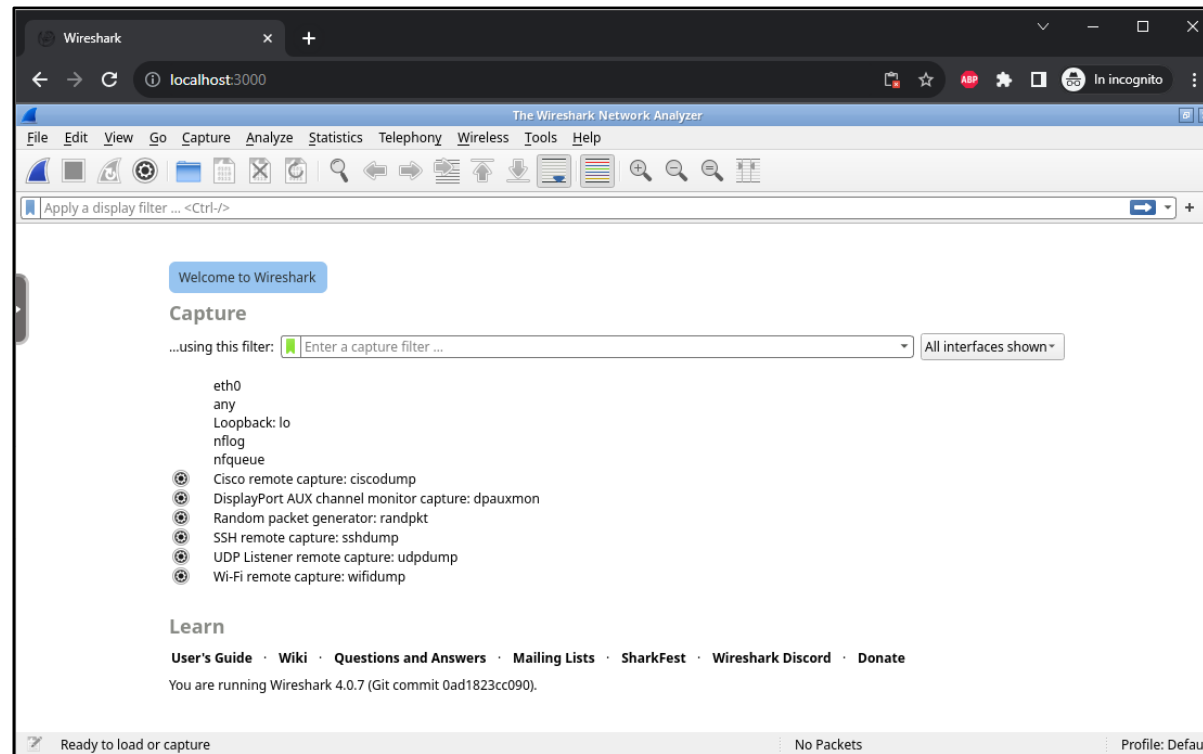 Wireshark
localhost:3000
ABP
In incognito
The Wireshark Network Analyzer
File Edit View Go Capture Analyze Statistics Telephony Wireless Tools Help
Apply a display filter ... <Ctrl-/>
Welcome to Wireshark
Capture
...using this filter: Enter a capture filter ... All interfaces shown
eth0
any
Loopback: lo
nflog
nfqueue
Cisco remote capture: ciscodump
DisplayPort AUX channel monitor capture: dpauxmon
Random packet generator: randpkt
SSH remote capture: sshdump
UDP Listener remote capture: udpdump
Wi-Fi remote capture: wifidump
Learn
User's Guide · Wiki · Questions and Answers · Mailing Lists · SharkFest · Wireshark Discord · Donate
You are running Wireshark 4.0.7 (Git commit 0ad1823cc090).
Ready to load or capture No Packets Profile: Defau